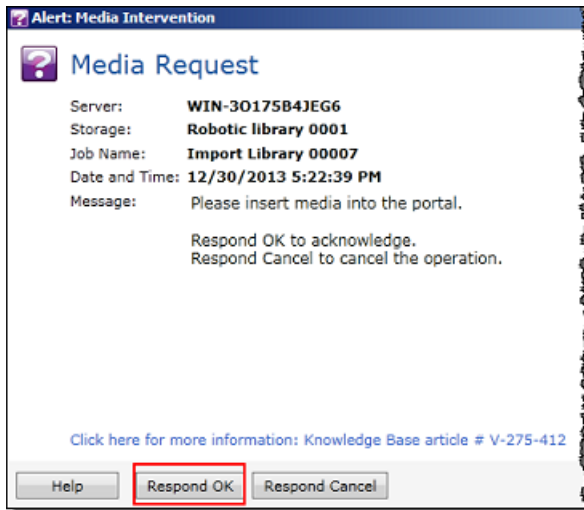 Alert: Media Intervention
Media Request
Server: WIN-3O175B4JEG6
Storage: Robotic library 0001
Job Name: Import Library 00007
Date and Time: 12/30/2013 5:22:39 PM
Message: Please insert media into the portal.
Respond OK to acknowledge.
Respond Cancel to cancel the operation.
Click here for more information: Knowledge Base article # V-275-412
Help Respond OK Respond Cancel